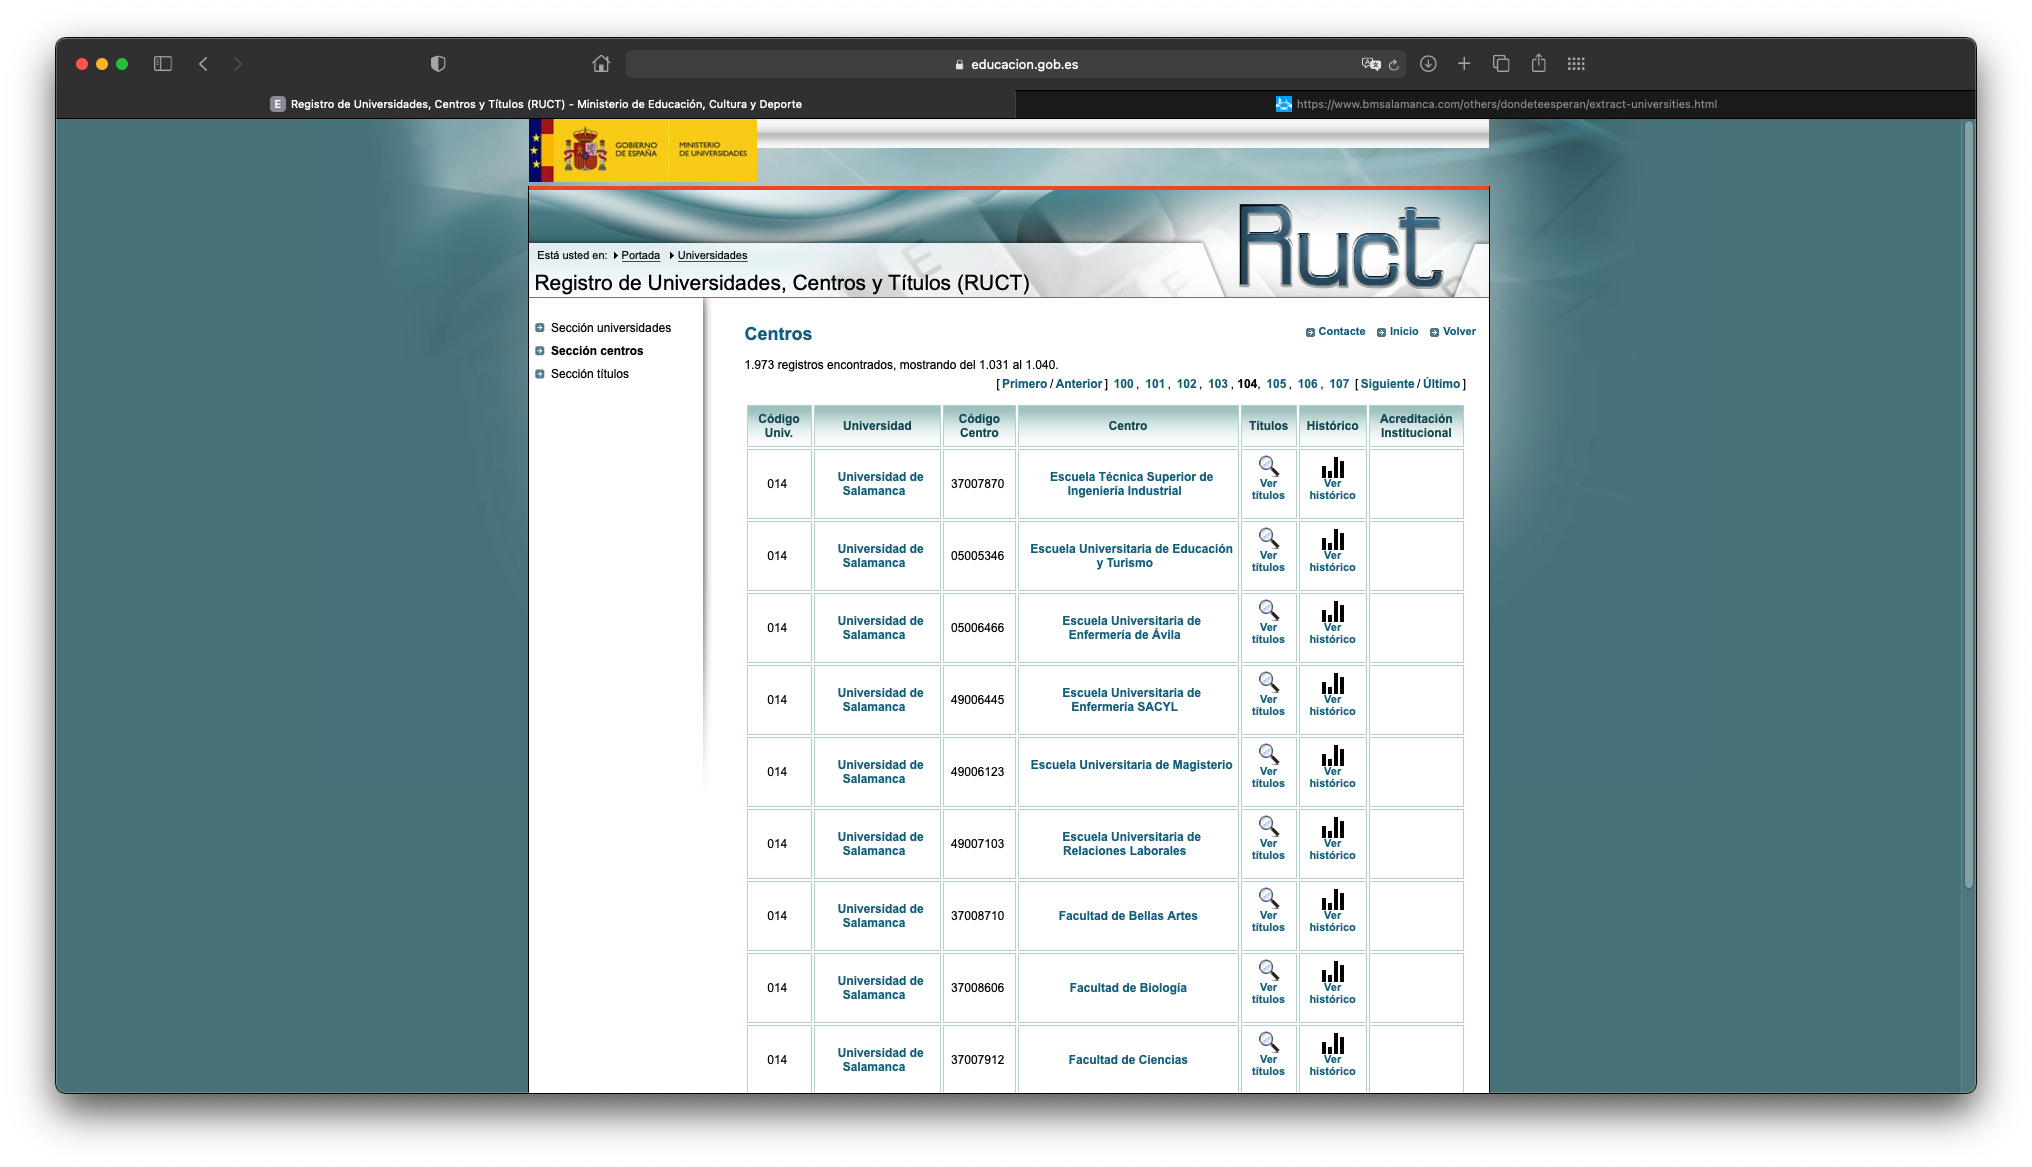 educacion.gob.es
E Registro de Universidades, Centros y Títulos (RUCT) - Ministerio de Educación, Cultura y Deporte
https://www.bmsalamanca.com/others/dondeteesperan/extract-universities.html
GOBIERNO
DE ESPAÑA
MINISTERIO
DE UNIVERSIDADES
Ruct
Está usted en: Portada Universidades
Registro de Universidades, Centros y Títulos (RUCT)
Sección universidades
Sección centros
Sección títulos
Centros
Contacte Inicio Volver
1.973 registros encontrados, mostrando del 1.031 al 1.040.
[ Primero / Anterior ] 100 , 101 , 102 , 103 , 104, 105 , 106 , 107 [ Siguiente / Último ]
Código
Univ.
Universidad
Código
Centro
Centro
Títulos
Histórico
Acreditación
Institucional
014
Universidad de
Salamanca
37007870
Escuela Técnica Superior de
Ingeniería Industrial
Ver
títulos
Ver
histórico
014
Universidad de
Salamanca
05005346
Escuela Universitaria de Educación
y Turismo
Ver
títulos
Ver
histórico
014
Universidad de
Salamanca
05006466
Escuela Universitaria de
Enfermería de Ávila
Ver
títulos
Ver
histórico
014
Universidad de
Salamanca
49006445
Escuela Universitaria de
Enfermería SACYL
Ver
títulos
Ver
histórico
014
Universidad de
Salamanca
49006123
Escuela Universitaria de Magisterio
Ver
títulos
Ver
histórico
014
Universidad de
Salamanca
49007103
Escuela Universitaria de
Relaciones Laborales
Ver
títulos
Ver
histórico
014
Universidad de
Salamanca
37008710
Facultad de Bellas Artes
Ver
títulos
Ver
histórico
014
Universidad de
Salamanca
37008606
Facultad de Biología
Ver
títulos
Ver
histórico
014
Universidad de
Salamanca
37007912
Facultad de Ciencias
Ver
títulos
Ver
histórico